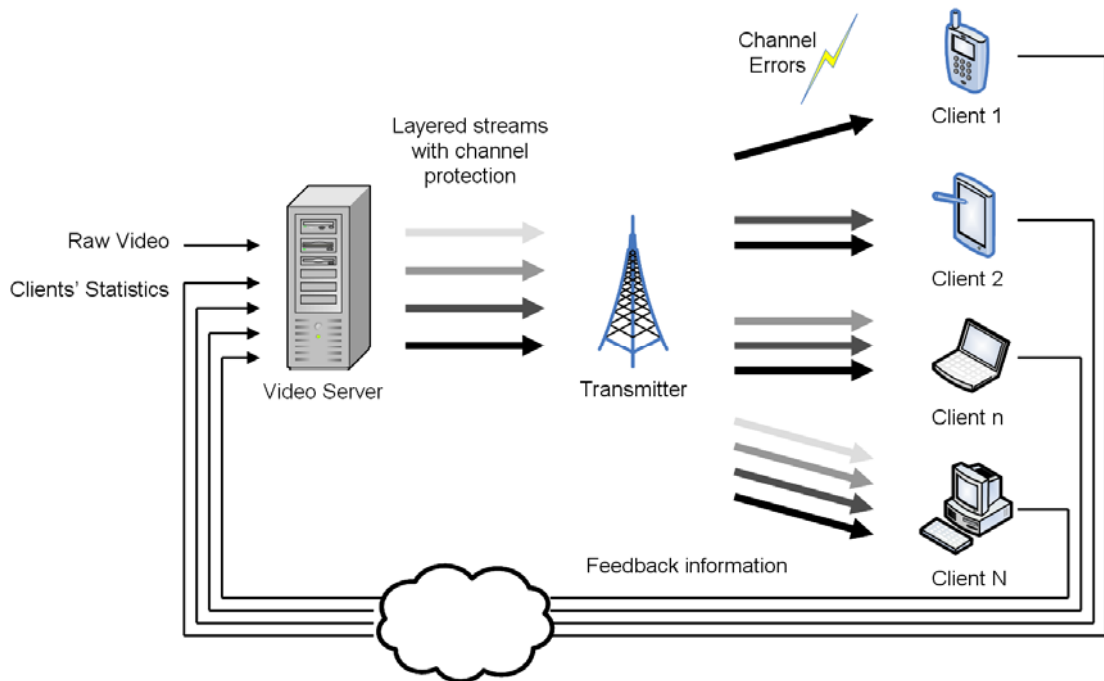 Channel
Errors
Client 1
Layered streams
with channel
protection
Raw Video
Clients’ Statistics
Client 2
Video Server
Transmitter
Client n
Feedback information
Client N